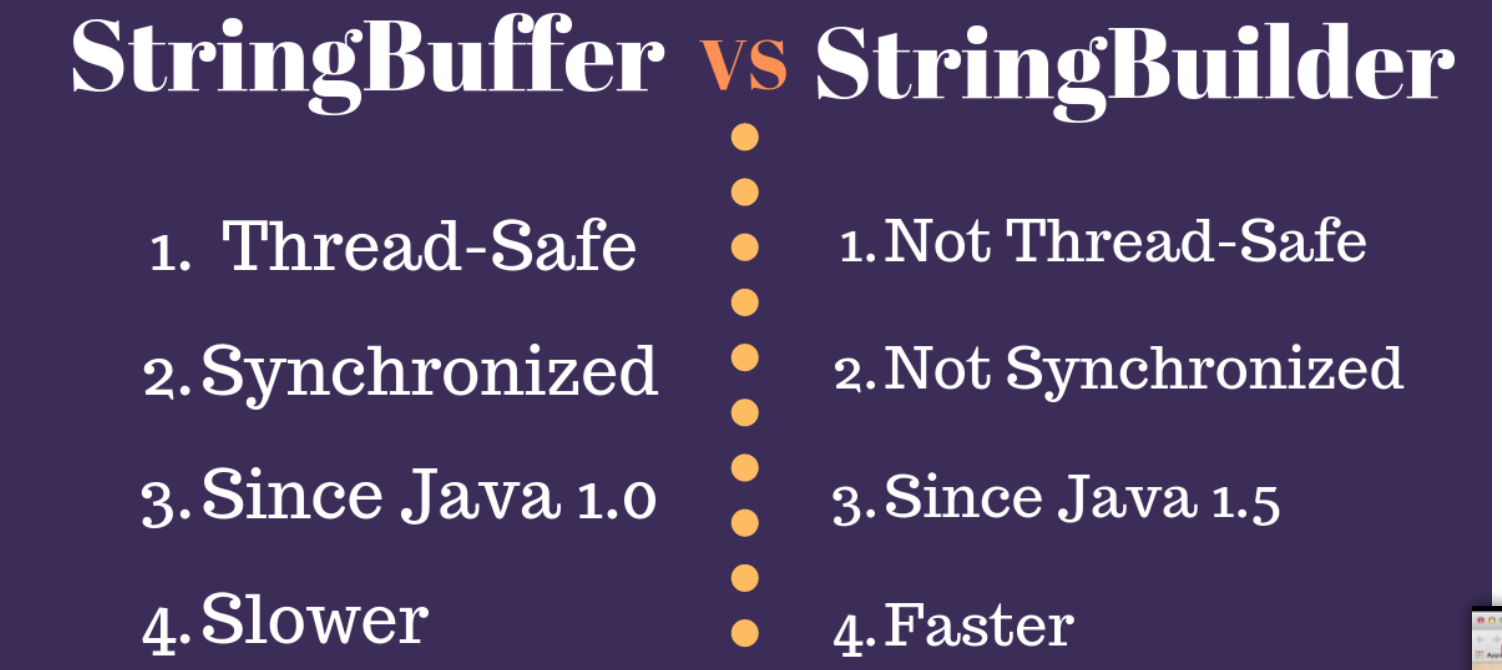 StringBuffer vs StringBuilder
1. Thread-Safe
2. Synchronized
3. Since Java 1.0
4. Slower
1. Not Thread-Safe
2. Not Synchronized
3. Since Java 1.5
4. Faster